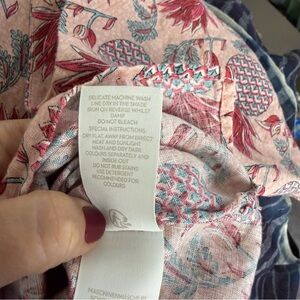 DELICATE MACHINE WASH
LINE DRY IN THE SHADE
IRON ON REVERSE WHILST
DAMP
DO NOT BLEACH
SPECIAL INSTRUCTIONS:
DRY FLAT, AWAY FROM DIRECT
HEAT AND SUNLIGHT
WASH AND DRY DARK
COLOURS SEPARATELY AND
INSIDE OUT
DO NOT RUB STAINS
USE DETERGENT
RECOMMENDED FOR
COLOURS